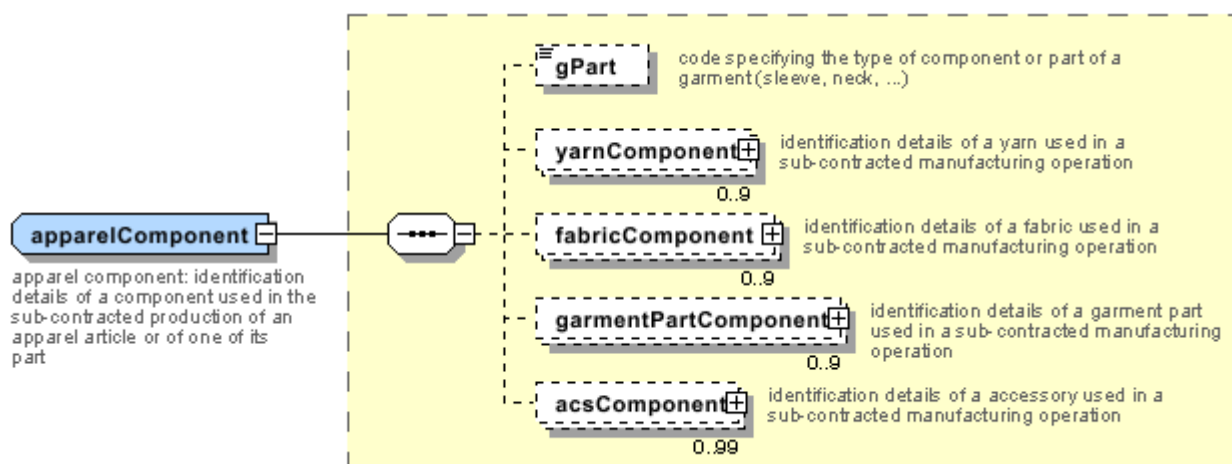 gPart
code specifying the type of component or part of a
garment (sleeve, neck, ...)
yarnComponent
identification details of a yarn used in a
sub-contracted manufacturing operation
0..9
apparelComponent
apparel component: identification
details of a component used in the
sub-contracted production of an
apparel article or of one of its
part
fabricComponent
identification details of a fabric used in a
sub-contracted manufacturing operation
0..9
garmentPartComponent
identification details of a garment part
used in a sub-contracted manufacturing
operation
0..9
acsComponent
identification details of a accessory used in a
sub-contracted manufacturing operation
0..99